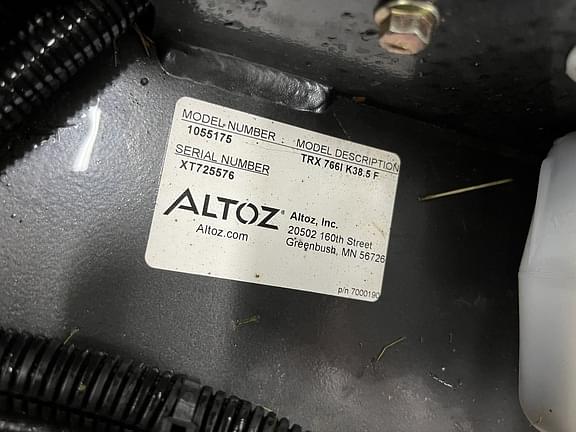 MODEL NUMBER : MODEL DESCRIPTION
1055175 TRX 766I K38.5 F
SERIAL NUMBER
XT725576
ALTOZ®
Altoz.com
Altoz, Inc.
20502 160th Street
Greenbush, MN 56726
p/n 7000190